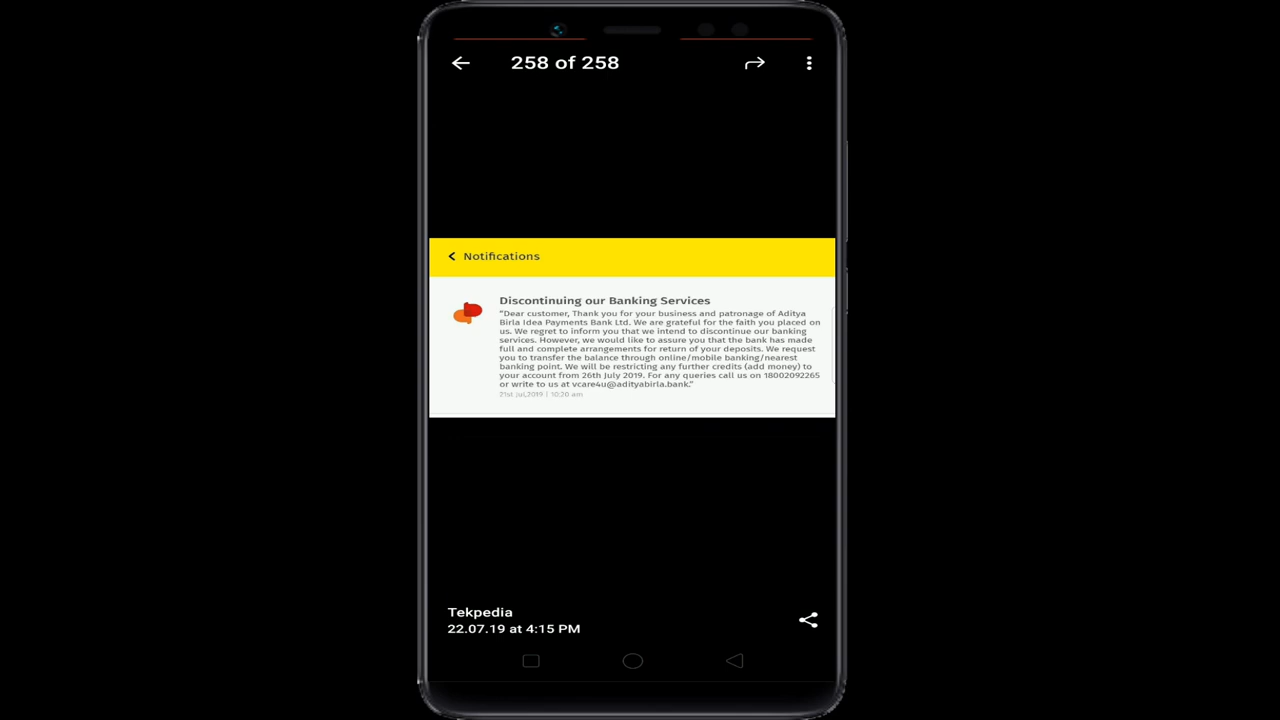 258 of 258
Notifications
Discontinuing our Banking Services
"Dear customer, Thank you for your business and patronage of Aditya
Birla Idea Payments Bank Ltd. We are grateful for the faith you placed on
us. We regret to inform you that we intend to discontinue our banking
services. However, we would like to assure you that the bank has made
full and complete arrangements for return of your deposits. We request
you to transfer the balance through online/mobile banking/nearest
banking point. We will be restricting any further credits (add money) to
your account from 26th July 2019. For any queries call us on 18002092265
or write to us at vcare4u@adityabirla.bank."
21st Jul,2019 | 10:20 am
Tekpedia
22.07.19 at 4:15 PM